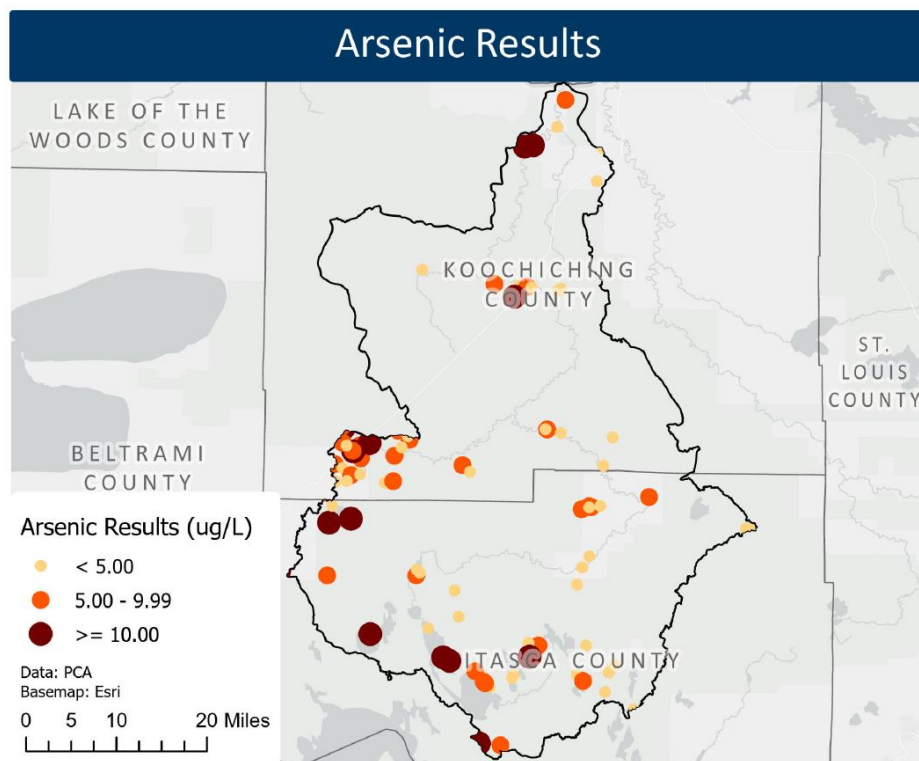 Arsenic Results
LAKE OF THE
WOODS COUNTY
KOOCHICHING
COUNTY
ST.
LOUIS
COUNTY
BELTRAMI
COUNTY
Arsenic Results (ug/L)
< 5.00
5.00 - 9.99
>= 10.00
ITASCA COUNTY
Data: PCA
Basemap: Esri
0 5 10 20 Miles